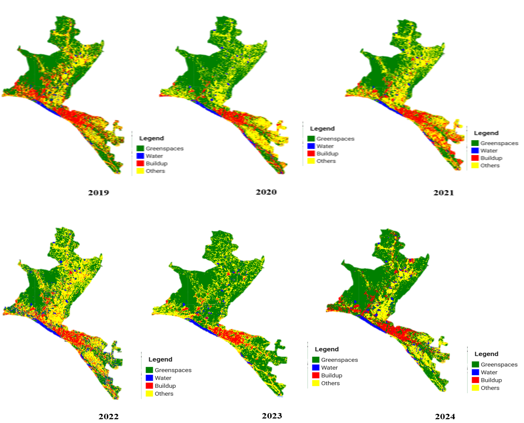 Legend
Greenspaces
Water
Buildup
Others
2019
Legend
Greenspaces
Water
Buildup
Others
2020
Legend
Greenspaces
Water
Buildup
Others
2021
Legend
Greenspaces
Water
Buildup
Others
2022
Legend
Greenspaces
Water
Buildup
Others
2023
Legend
Greenspaces
Water
Buildup
Others
2024